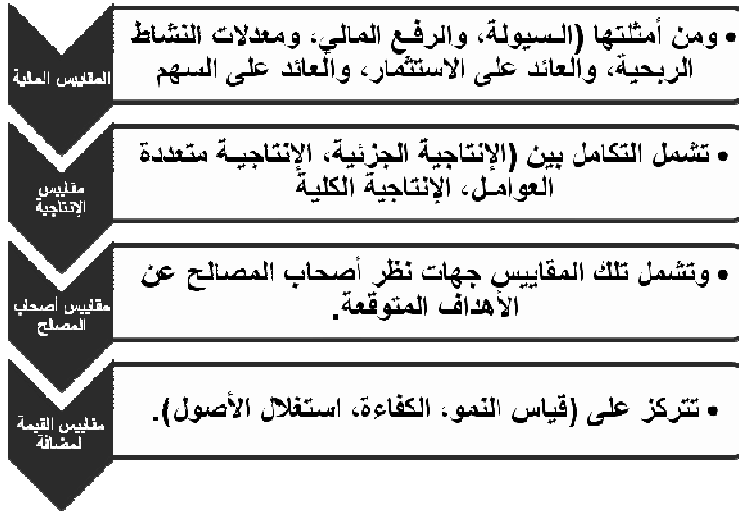 المقاييس المالية
• ومن أمثلتها (السيولة، والرفع المالي، ومعدلات النشاط
الربحية، والعائد على الاستثمار، والعائد على السهم
مقاييس
الإنتاجية
• تشمل التكامل بين (الإنتاجية الجزئية، الإنتاجية متعددة
العوامل، الإنتاجية الكلية
مقاييس أصحاب
المصالح
• وتشمل تلك المقاييس جهات نظر أصحاب المصالح عن
الأهداف المتوقعة.
مقاييس القيمة
لمضافة
• تتركز على (قياس النمو، الكفاءة، استغلال الأصول).